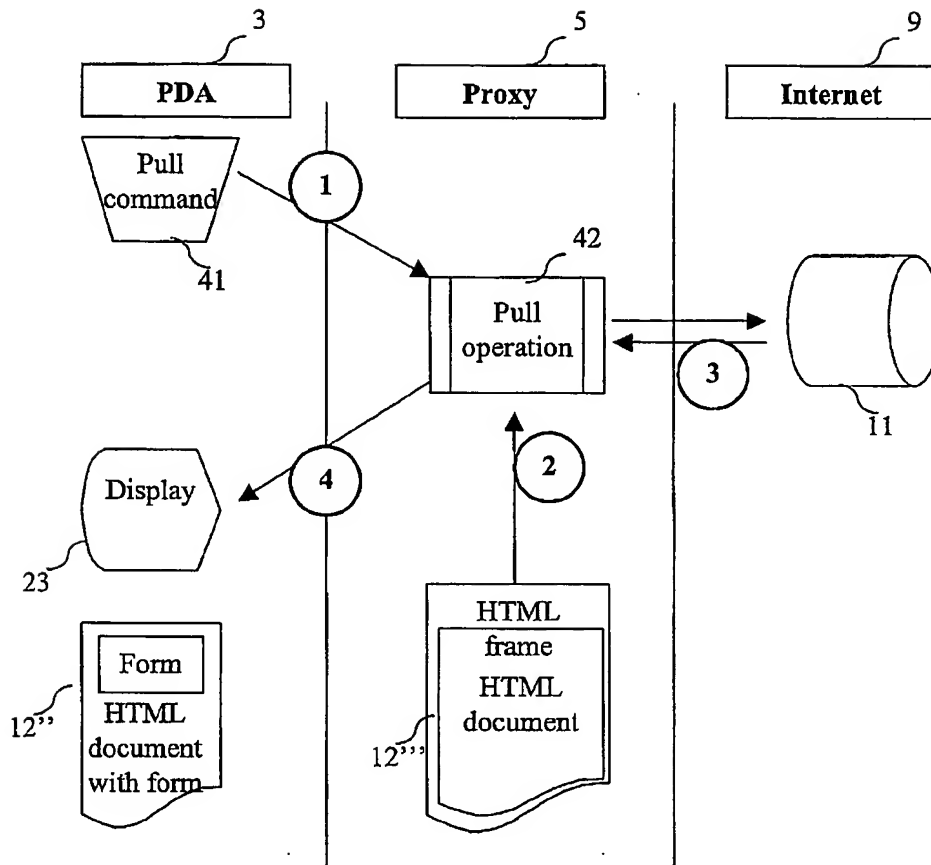 3
5
9
PDA
Proxy
Internet
Pull
command
1
41
42
Pull
operation
3
11
2
4
Display
23
Form
HTML
document
with form
12’’
HTML
frame
HTML
document
12’’’